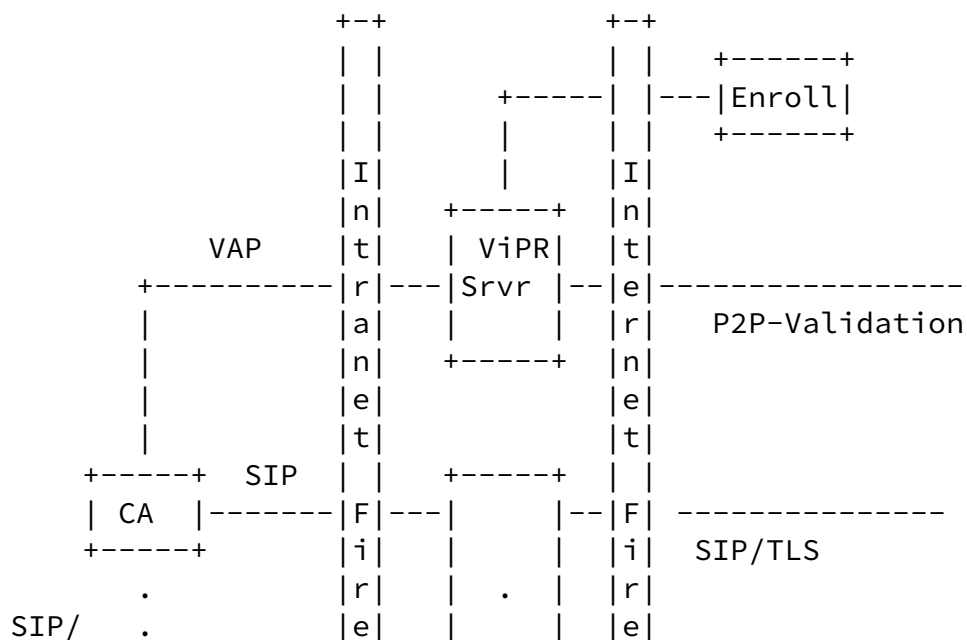 +-+                +-+
| |                | |    +------+
| |       +-----| |---|Enroll|
| |       |     | |    +------+
|I|       |     |I|
|n|    +-----+  |n|
VAP    |t|   | ViPR|  |t|
+----------|r|---|Srvr |--|e|----------------
|          |a|   |     |  |r|   P2P-Validation
|          |n|   +-----+  |n|
|          |e|            |e|
|          |t|            |t|
+-----+  SIP   | |   +-----+  | |
| CA  |-------|F|---|     |--|F| ---------------
+-----+       |i|   |     |  |i|  SIP/TLS
.          |r|   |  .  |  |r|
SIP/   .          |e|   |     |  |e|